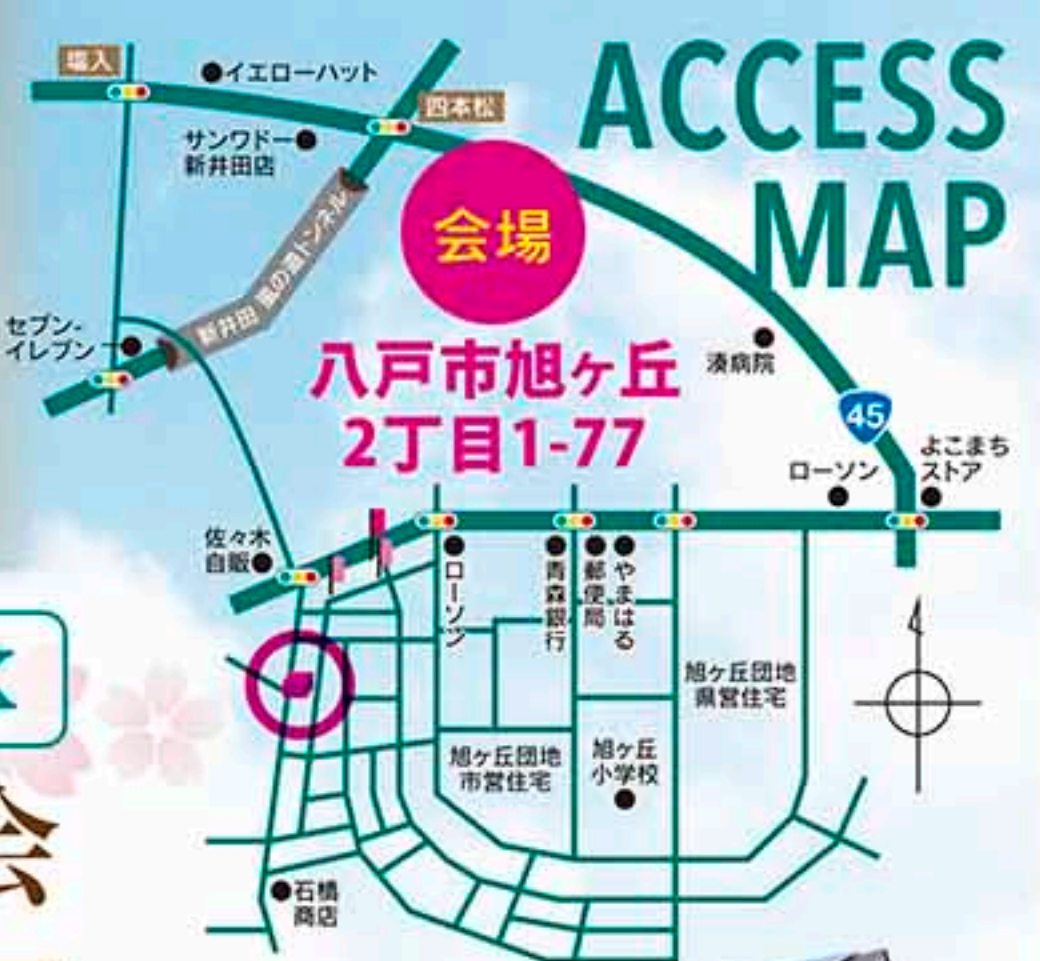 ACCESS
MAP
塩入
イエローハット
四本松
サンワドー
新井田店
会場
新井田 風の道トンネル
セブン-
イレブン
八戸市旭ヶ丘
2丁目1-77
湊病院
45
ローソン
よこまち
ストア
佐々木
自販
ローソン
青森銀行
郵便局
やまはる
旭ヶ丘団地
県営住宅
旭ヶ丘団地
市営住宅
旭ヶ丘
小学校
石橋
商店
会